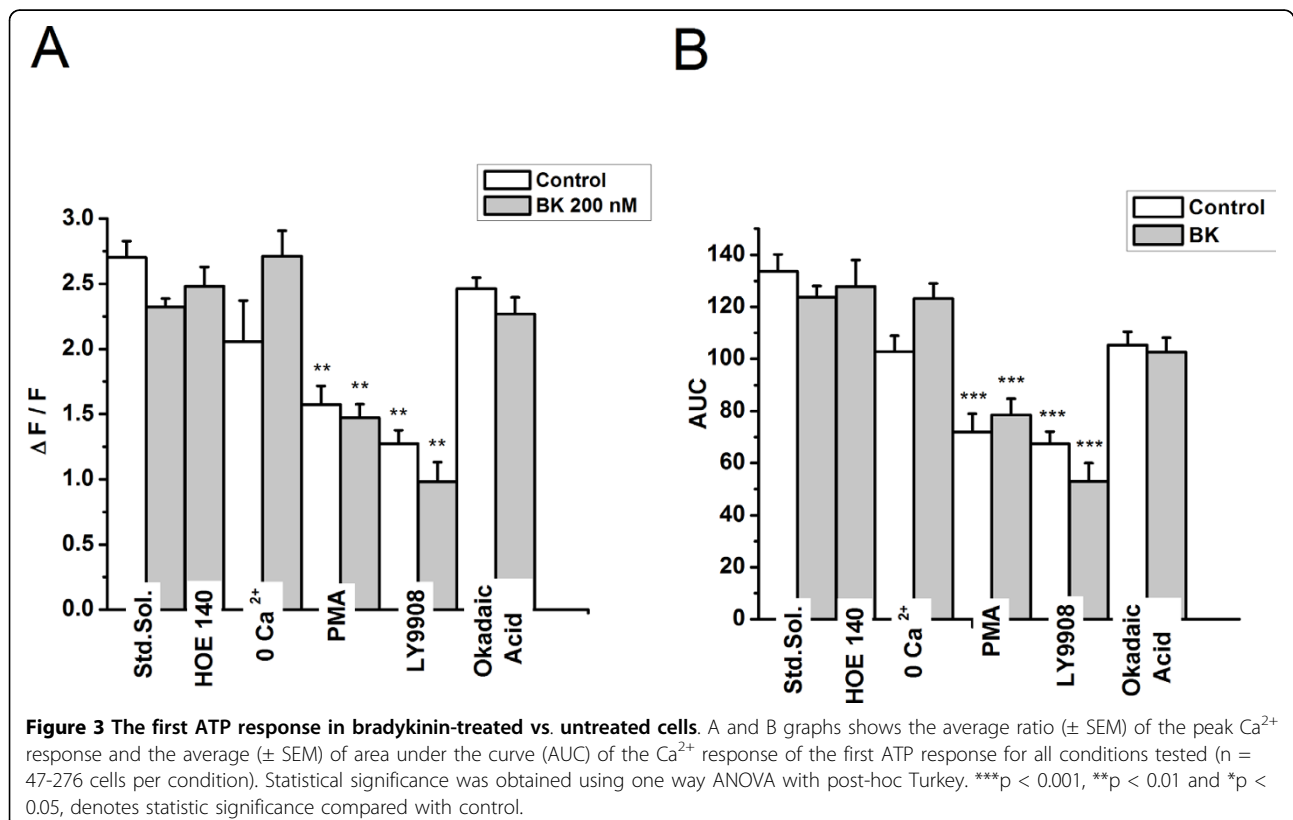 A
B
Control
BK 200 nM
Control
BK
3.0
2.5
2.0
1.5
1.0
0.5
0.0
Δ F / F
** ** ** **
Std.Sol.
HOE 140
0 Ca 2+
PMA
LY9908
Okadaic
Acid
140
120
100
80
60
40
20
0
AUC
*** *** *** ***
Std.Sol.
HOE 140
0 Ca 2+
PMA
LY9908
Okadaic
Acid
Figure 3 The first ATP response in bradykinin-treated vs. untreated cells. A and B graphs shows the average ratio (± SEM) of the peak Ca2+
response and the average (± SEM) of area under the curve (AUC) of the Ca2+ response of the first ATP response for all conditions tested (n =
47-276 cells per condition). Statistical significance was obtained using one way ANOVA with post-hoc Turkey. ***p < 0.001, **p < 0.01 and *p <
0.05, denotes statistic significance compared with control.